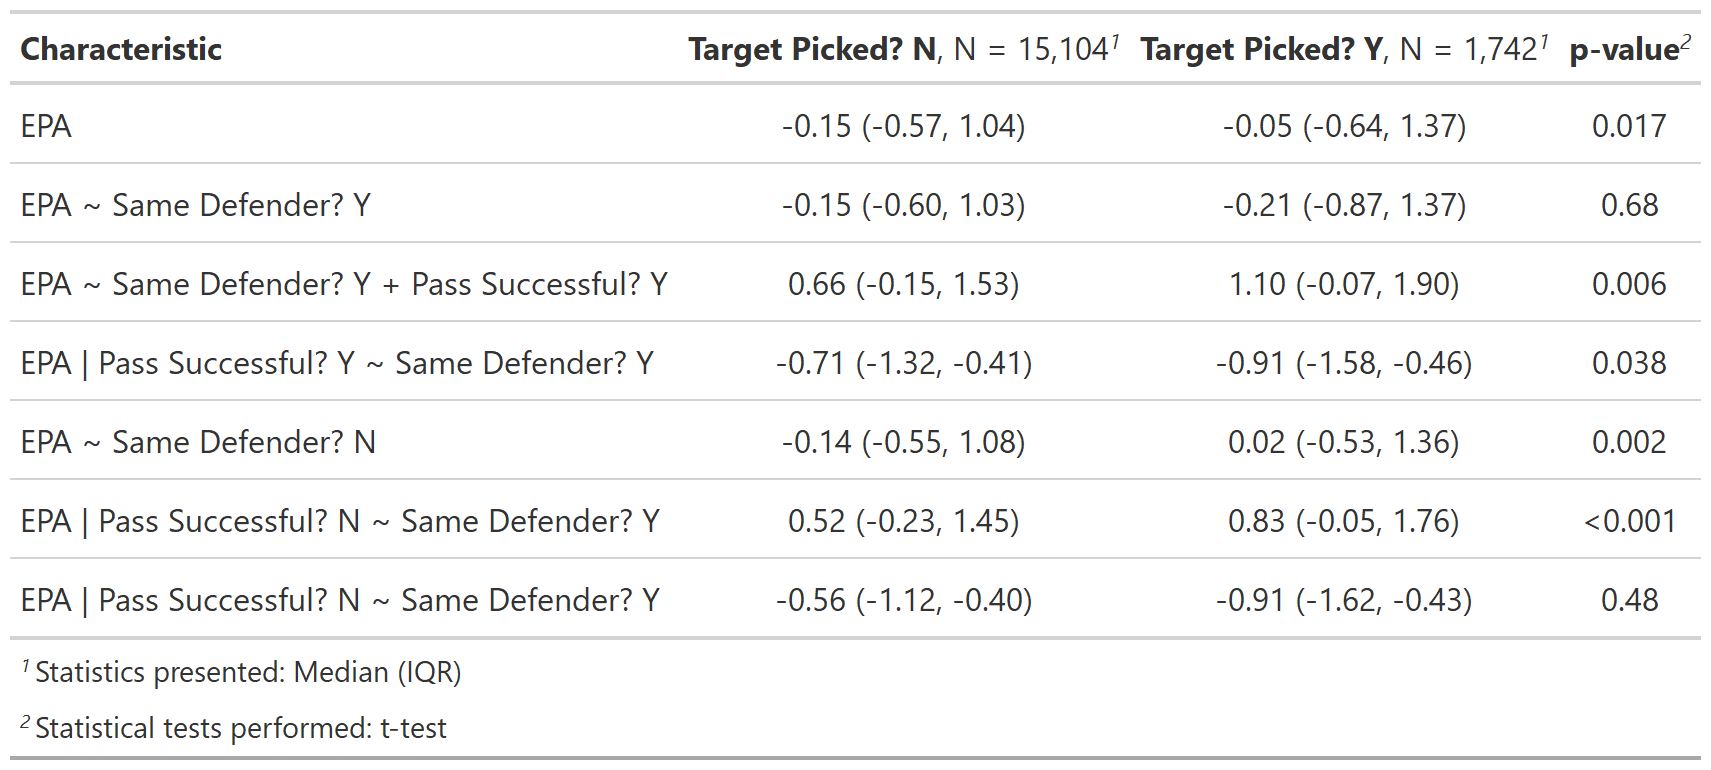 Characteristic Target Picked? N, N = 15,104¹ Target Picked? Y, N = 1,742¹ p-value²
EPA -0.15 (-0.57, 1.04) -0.05 (-0.64, 1.37) 0.017
EPA ~ Same Defender? Y -0.15 (-0.60, 1.03) -0.21 (-0.87, 1.37) 0.68
EPA ~ Same Defender? Y + Pass Successful? Y 0.66 (-0.15, 1.53) 1.10 (-0.07, 1.90) 0.006
EPA | Pass Successful? Y ~ Same Defender? Y -0.71 (-1.32, -0.41) -0.91 (-1.58, -0.46) 0.038
EPA ~ Same Defender? N -0.14 (-0.55, 1.08) 0.02 (-0.53, 1.36) 0.002
EPA | Pass Successful? N ~ Same Defender? Y 0.52 (-0.23, 1.45) 0.83 (-0.05, 1.76) <0.001
EPA | Pass Successful? N ~ Same Defender? Y -0.56 (-1.12, -0.40) -0.91 (-1.62, -0.43) 0.48
¹ Statistics presented: Median (IQR)
² Statistical tests performed: t-test